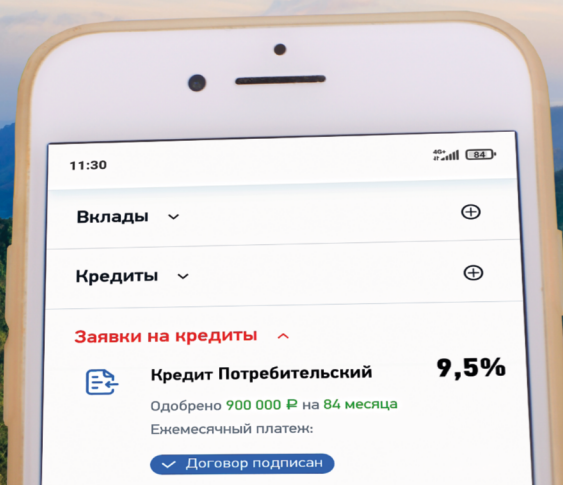 11:30
4G+
84
Вклады
Кредиты
Заявки на кредиты
Кредит Потребительский
9,5%
Одобрено 900 000 ₽ на 84 месяца
Ежемесячный платеж:
Договор подписан